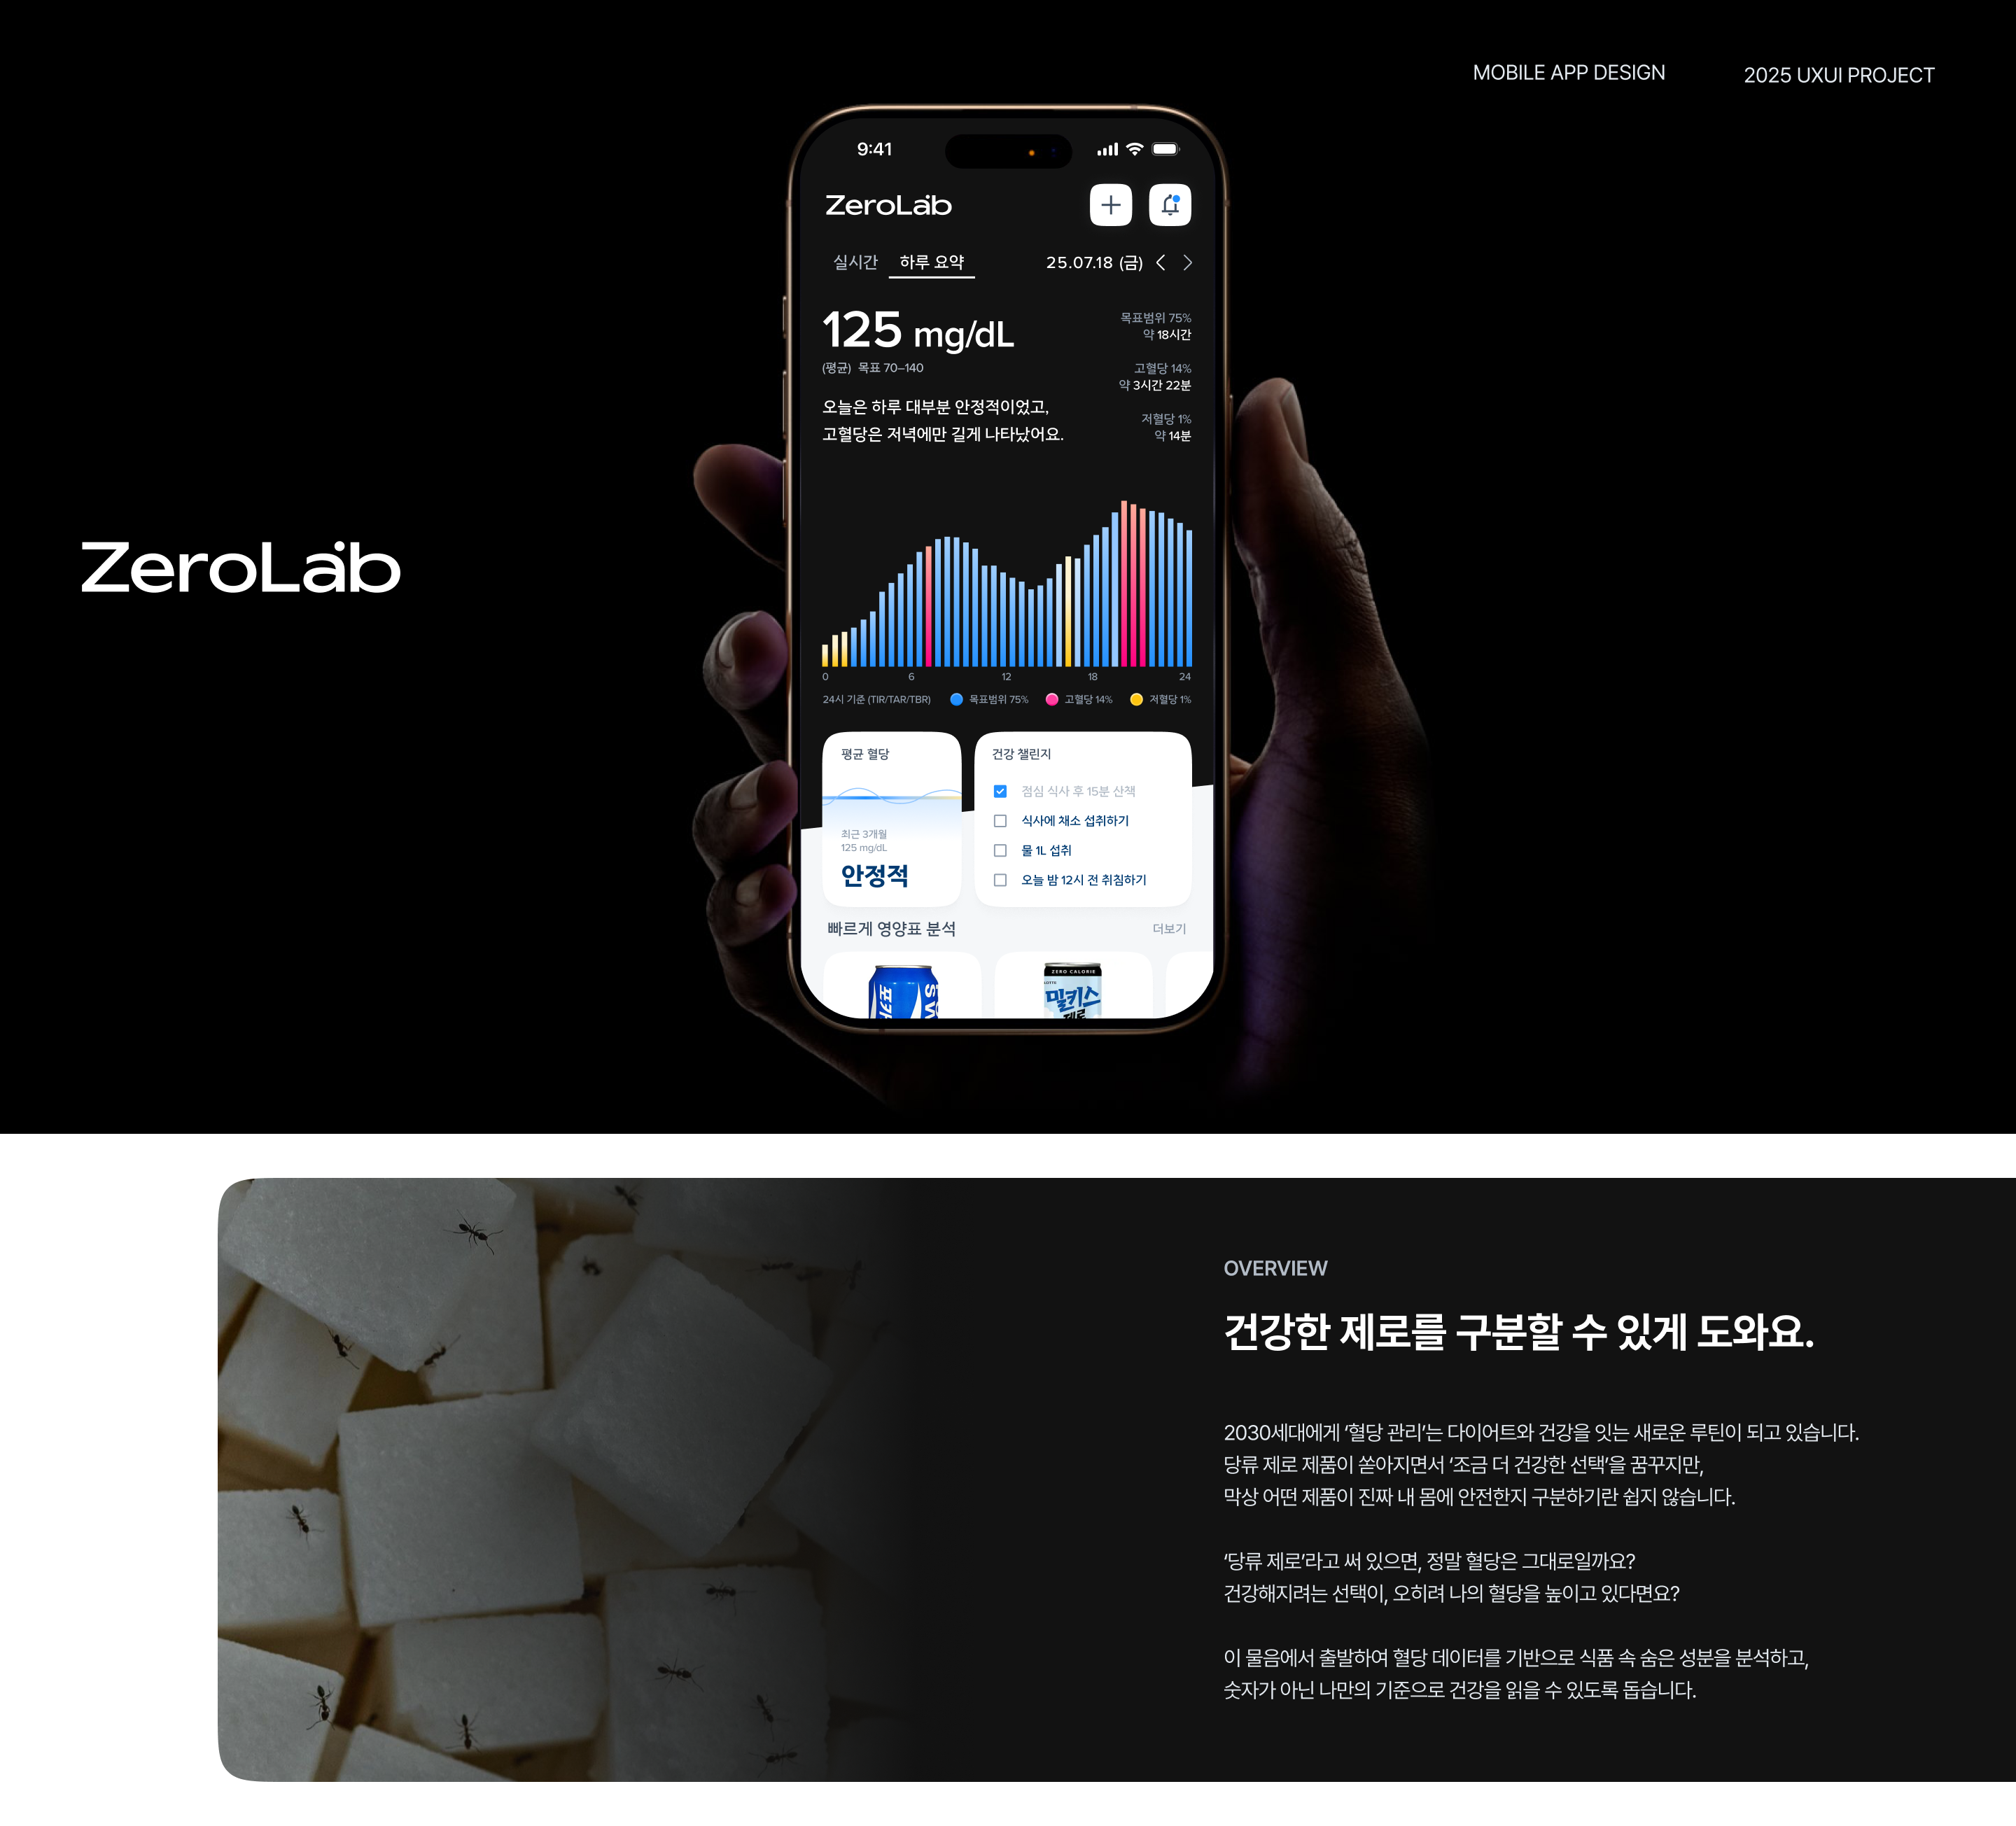 MOBILE APP DESIGN
2025 UXUI PROJECT
ZeroLab
9:41
ZeroLab
실시간
하루 요약
25.07.18 (금)
125 mg/dL
(평균) 목표 70–140
오늘은 하루 대부분 안정적이었고,
고혈당은 저녁에만 길게 나타났어요.
목표범위 75%
약 18시간
고혈당 14%
약 3시간 22분
저혈당 1%
약 14분
0 6 12 18 24
24시 기준 (TIR/TAR/TBR)
목표범위 75%
고혈당 14%
저혈당 1%
평균 혈당
최근 3개월
125 mg/dL
안정적
건강 챌린지
점심 식사 후 15분 산책
식사에 채소 섭취하기
물 1L 섭취
오늘 밤 12시 전 취침하기
빠르게 영양표 분석
더보기
ZERO CALORIE
밀키스
제로
OVERVIEW
건강한 제로를 구분할 수 있게 도와요.
2030세대에게 ‘혈당 관리’는 다이어트와 건강을 잇는 새로운 루틴이 되고 있습니다.
당류 제로 제품이 쏟아지면서 ‘조금 더 건강한 선택’을 꿈꾸지만,
막상 어떤 제품이 진짜 내 몸에 안전한지 구분하기란 쉽지 않습니다.
‘당류 제로’라고 써 있으면, 정말 혈당은 그대로일까요?
건강해지려는 선택이, 오히려 나의 혈당을 높이고 있다면요?
이 물음에서 출발하여 혈당 데이터를 기반으로 식품 속 숨은 성분을 분석하고,
숫자가 아닌 나만의 기준으로 건강을 읽을 수 있도록 돕습니다.